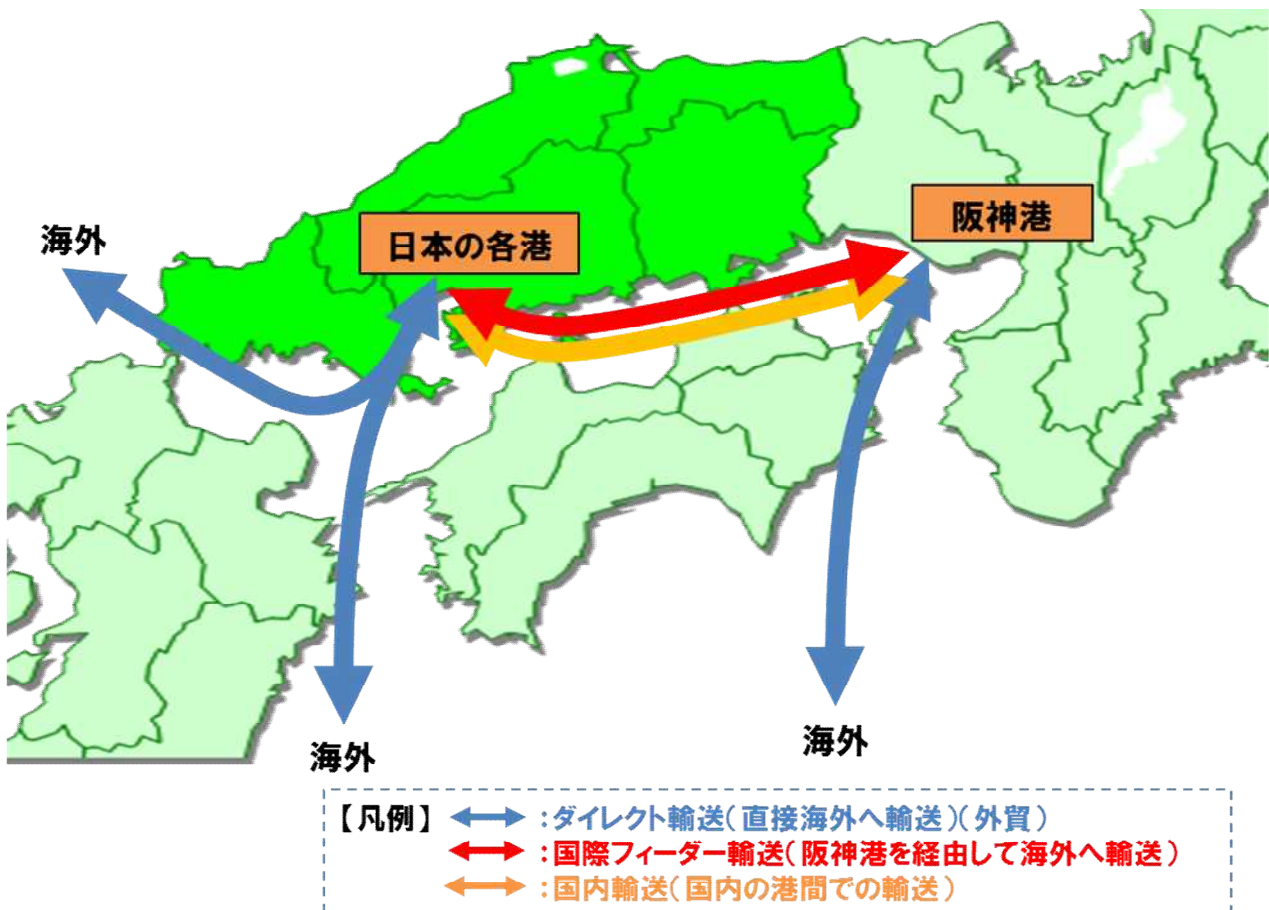 海外
日本の各港
阪神港
海外
海外
【凡例】 :ダイレクト輸送(直接海外へ輸送)(外貿)
:国際フィーダー輸送(阪神港を経由して海外へ輸送)
:国内輸送(国内の港間での輸送)